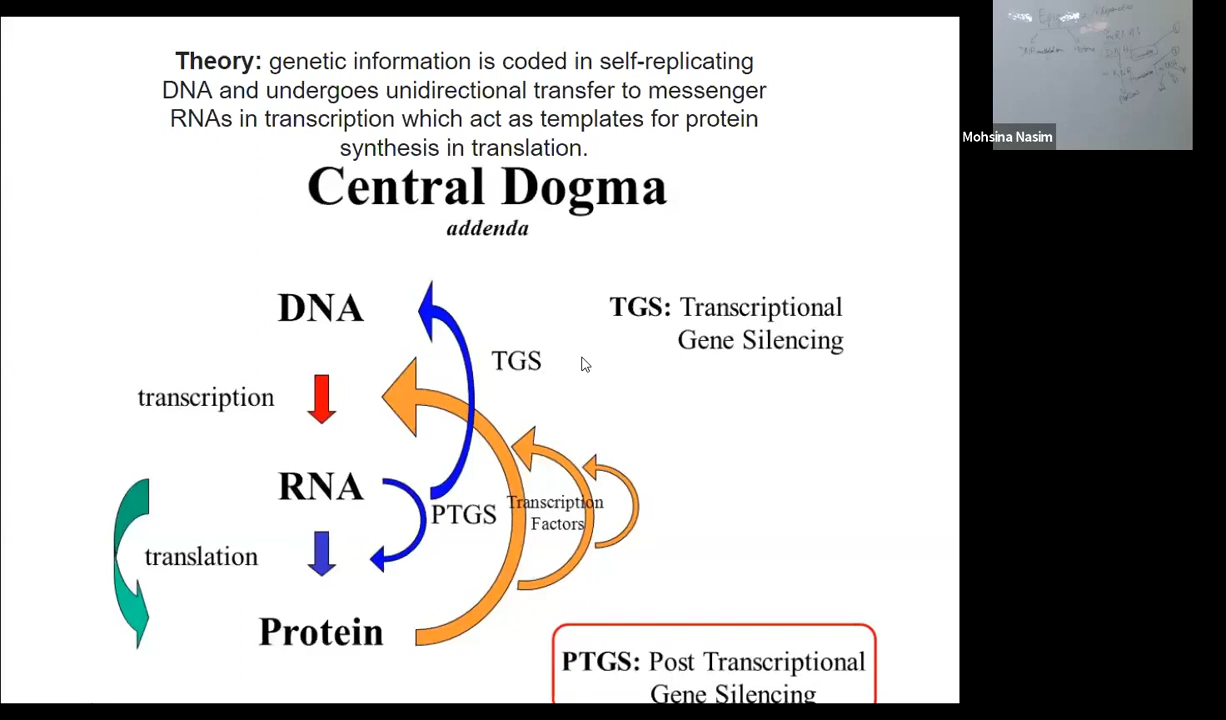 Theory: genetic information is coded in self-replicating
DNA and undergoes unidirectional transfer to messenger
RNAs in transcription which act as templates for protein
synthesis in translation.
Central Dogma
addenda
DNA
TGS: Transcriptional
Gene Silencing
TGS
transcription
RNA
PTGS
Transcription
Factors
translation
Protein
PTGS: Post Transcriptional
Gene Silencing
Mohsina Nasim